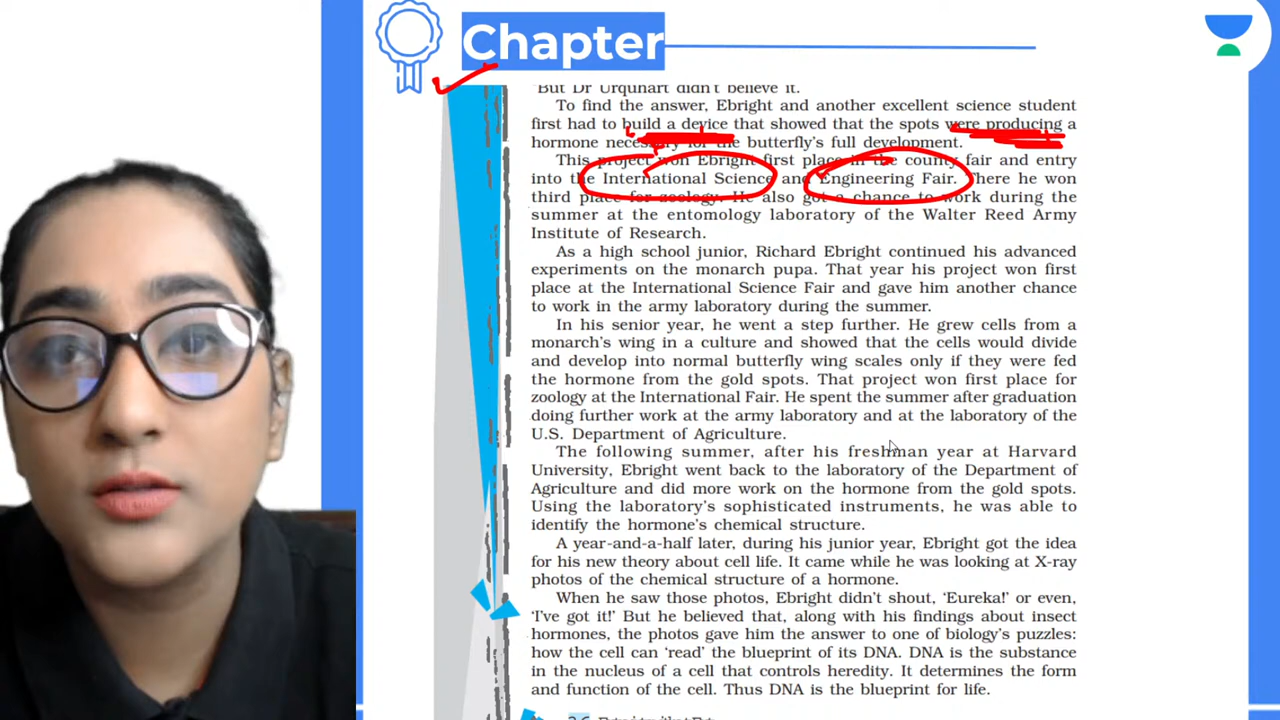 Chapter
'But Dr Urquhart didn't believe it.
To find the answer, Ebright and another excellent science student
first had to build a device that showed that the spots were producing a
hormone necessary for the butterfly's full development.
This project won Ebright first place in the county fair and entry
into the International Science and Engineering Fair. There he won
third place for zoology. He also got a chance to work during the
summer at the entomology laboratory of the Walter Reed Army
Institute of Research.
As a high school junior, Richard Ebright continued his advanced
experiments on the monarch pupa. That year his project won first
place at the International Science Fair and gave him another chance
to work in the army laboratory during the summer.
In his senior year, he went a step further. He grew cells from a
monarch's wing in a culture and showed that the cells would divide
and develop into normal butterfly wing scales only if they were fed
the hormone from the gold spots. That project won first place for
zoology at the International Fair. He spent the summer after graduation
doing further work at the army laboratory and at the laboratory of the
U.S. Department of Agriculture.
The following summer, after his freshman year at Harvard
University, Ebright went back to the laboratory of the Department of
Agriculture and did more work on the hormone from the gold spots.
Using the laboratory's sophisticated instruments, he was able to
identify the hormone's chemical structure.
A year-and-a-half later, during his junior year, Ebright got the idea
for his new theory about cell life. It came while he was looking at X-ray
photos of the chemical structure of a hormone.
When he saw those photos, Ebright didn't shout, 'Eureka!' or even,
'I've got it!' But he believed that, along with his findings about insect
hormones, the photos gave him the answer to one of biology's puzzles:
how the cell can 'read' the blueprint of its DNA. DNA is the substance
in the nucleus of a cell that controls heredity. It determines the form
and function of the cell. Thus DNA is the blueprint for life.